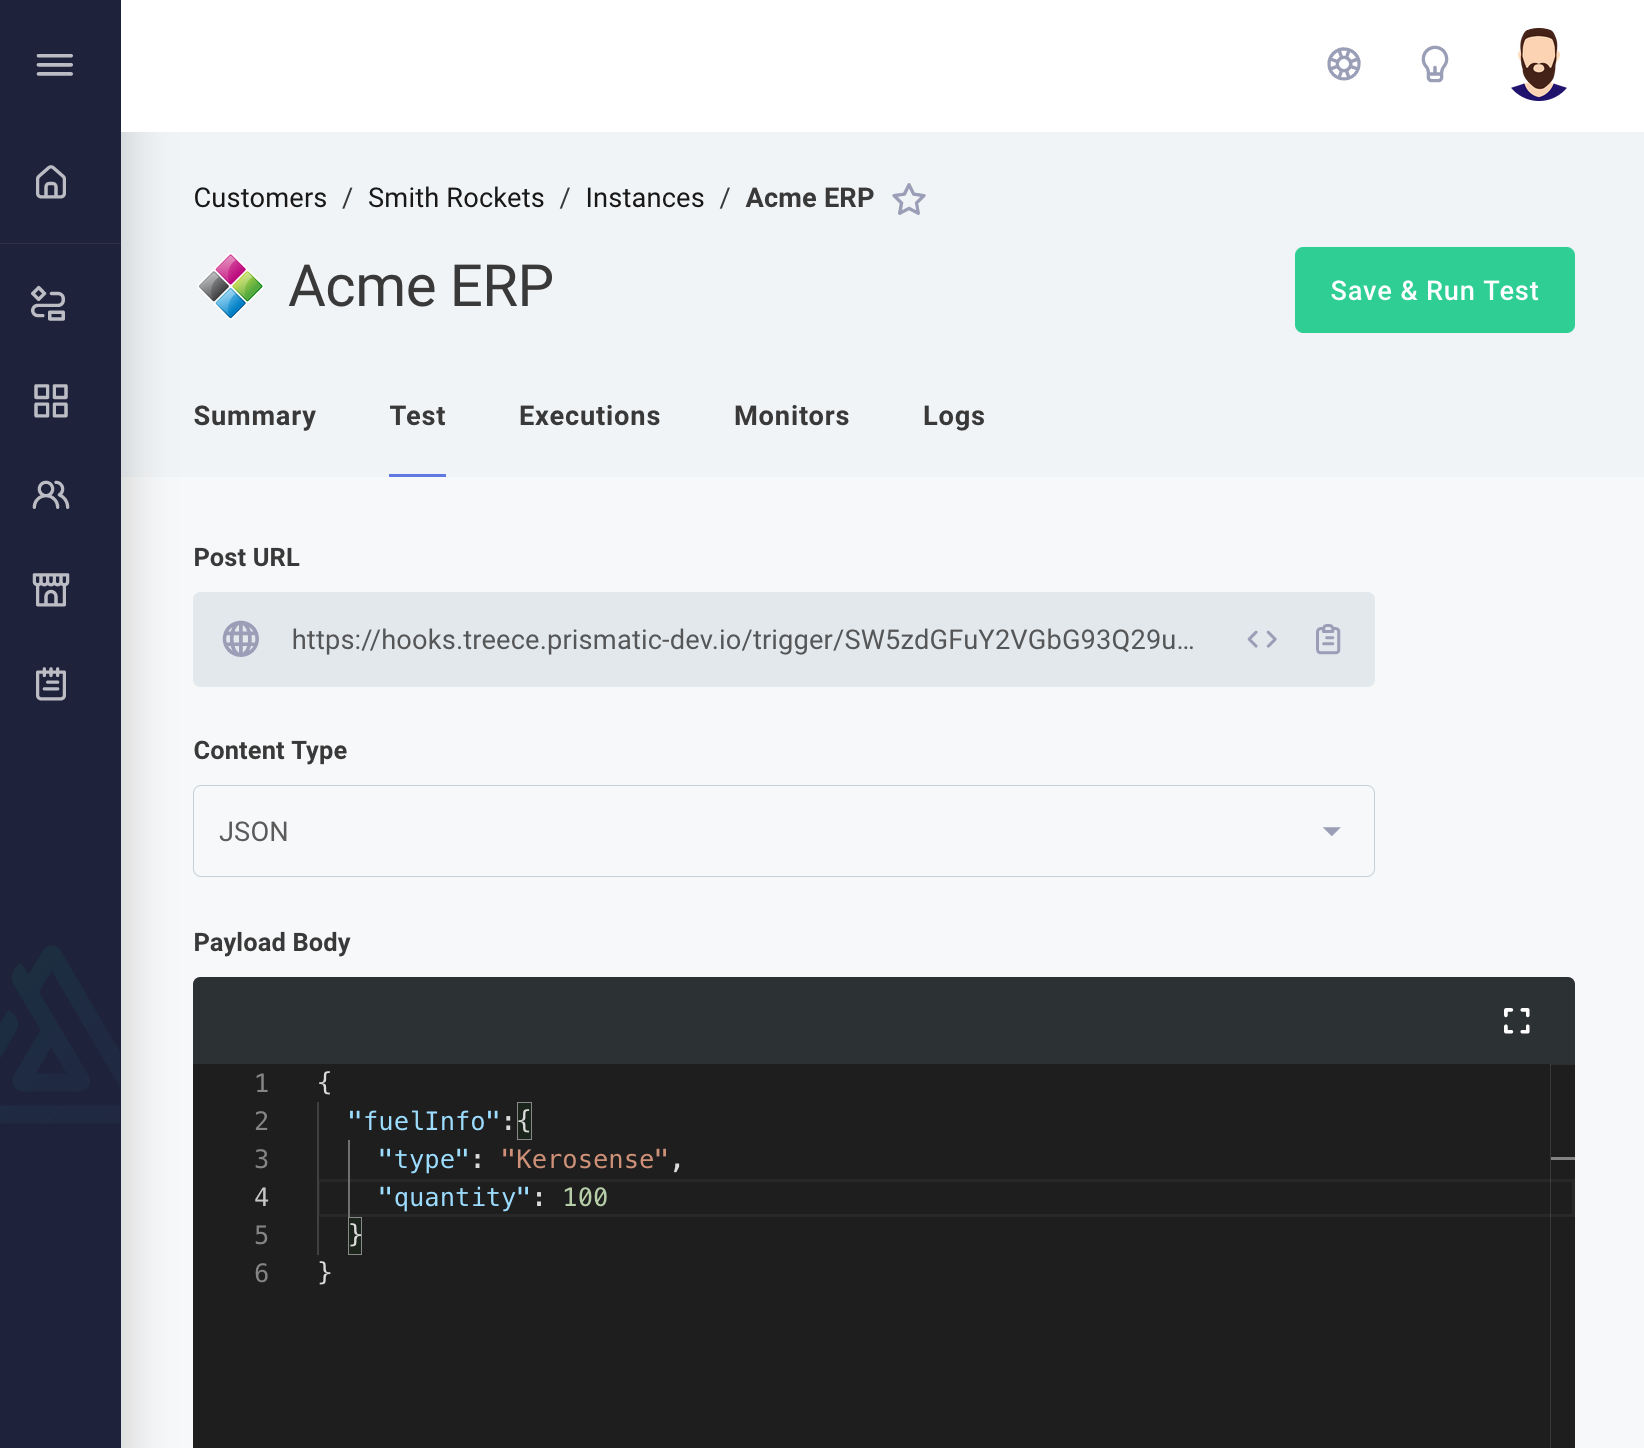 Customers / Smith Rockets / Instances / Acme ERP
Acme ERP
Save & Run Test
Summary Test Executions Monitors Logs
Post URL
https://hooks.treece.prismatic-dev.io/trigger/SW5zdGFuY2VGbG93Q29u...
Content Type
JSON
Payload Body
1 {
2 "fuelInfo":{
3 "type": "Kerosense",
4 "quantity": 100
5 }
6 }